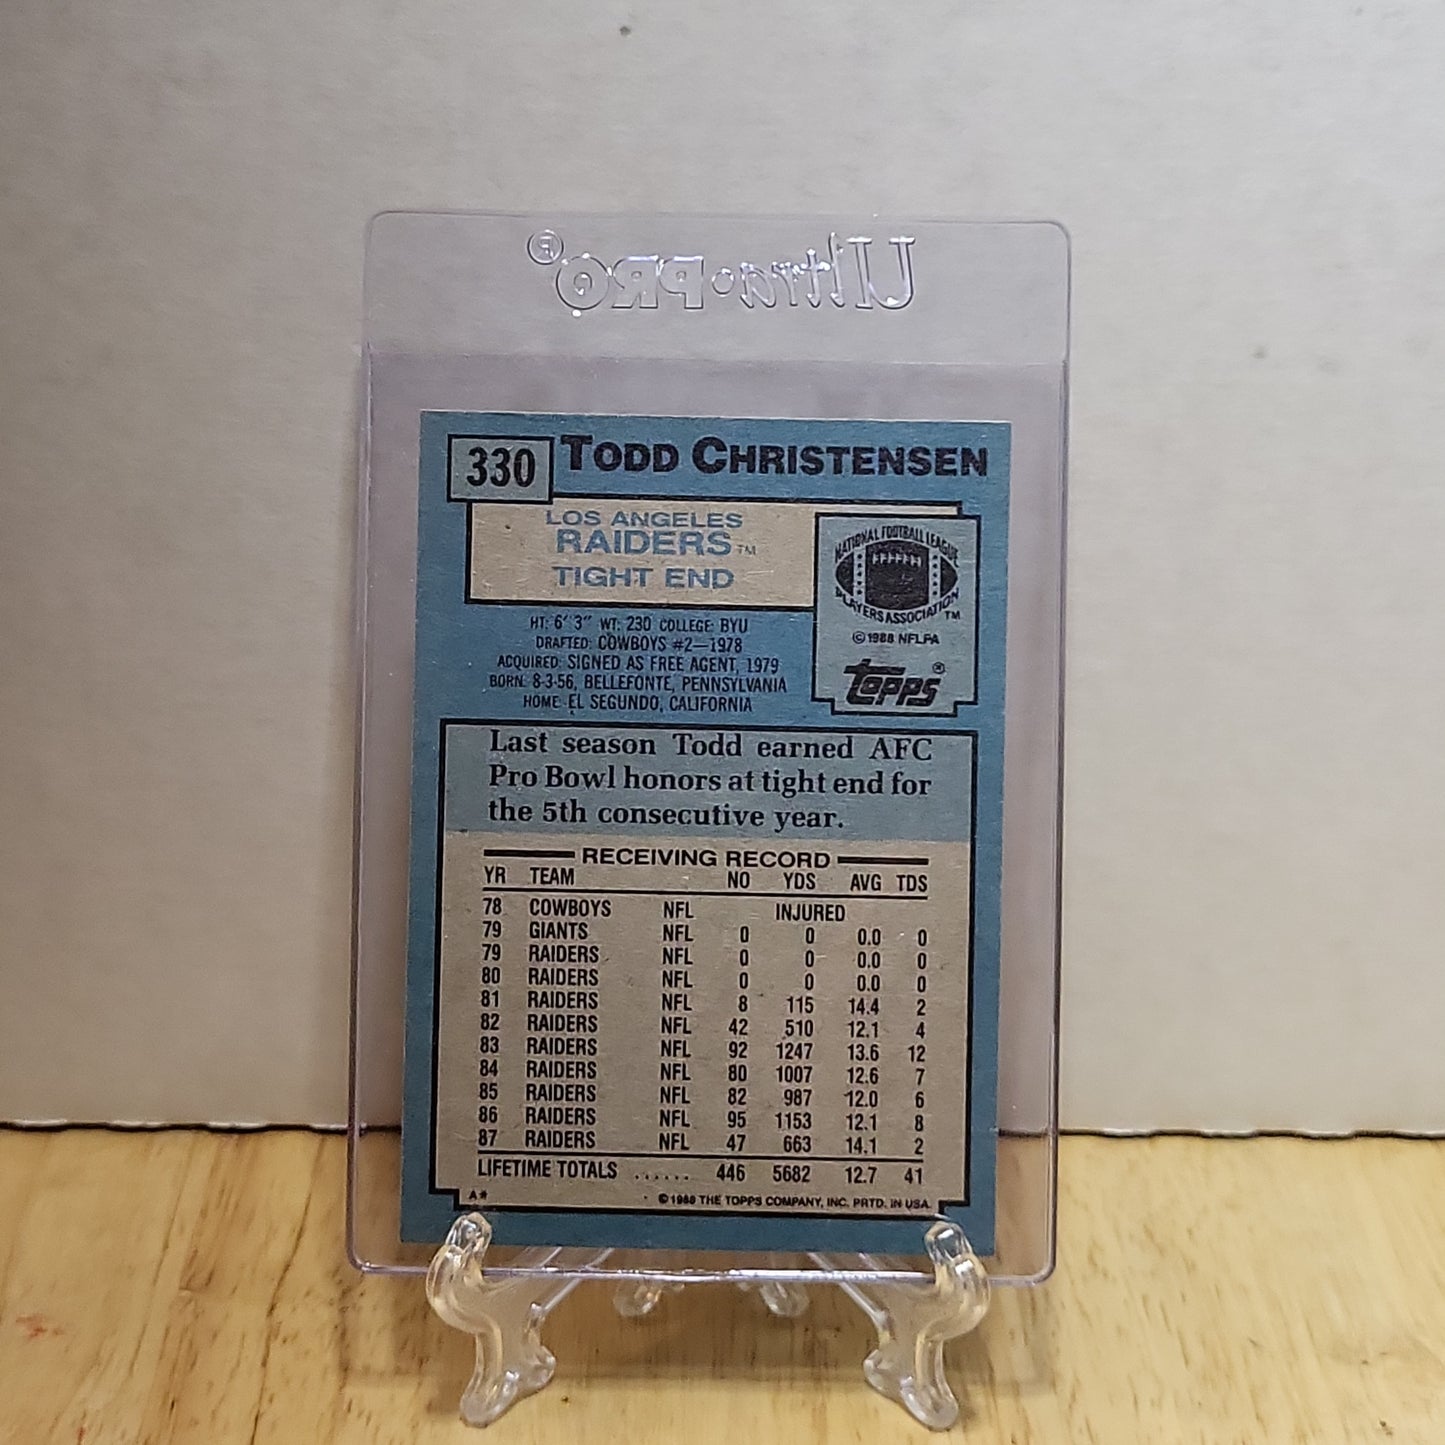 Ultra•PRO®
330 TODD CHRISTENSEN
LOS ANGELES
RAIDERS™
TIGHT END
NATIONAL FOOTBALL LEAGUE
PLAYERS ASSOCIATION™
© 1988 NFLPA
TOPPS®
HT: 6' 3" WT: 230 COLLEGE: BYU
DRAFTED: COWBOYS #2—1978
ACQUIRED: SIGNED AS FREE AGENT, 1979
BORN: 8-3-56, BELLEFONTE, PENNSYLVANIA
HOME: EL SEGUNDO, CALIFORNIA
Last season Todd earned AFC
Pro Bowl honors at tight end for
the 5th consecutive year.
RECEIVING RECORD
YR TEAM NO YDS AVG TDS
78 COWBOYS NFL INJURED
79 GIANTS NFL 0 0 0.0 0
79 RAIDERS NFL 0 0 0.0 0
80 RAIDERS NFL 0 0 0.0 0
81 RAIDERS NFL 8 115 14.4 2
82 RAIDERS NFL 42 510 12.1 4
83 RAIDERS NFL 92 1247 13.6 12
84 RAIDERS NFL 80 1007 12.6 7
85 RAIDERS NFL 82 987 12.0 6
86 RAIDERS NFL 95 1153 12.1 8
87 RAIDERS NFL 47 663 14.1 2
LIFETIME TOTALS ...... 446 5682 12.7 41
A* © 1988 THE TOPPS COMPANY, INC. PRTD. IN USA